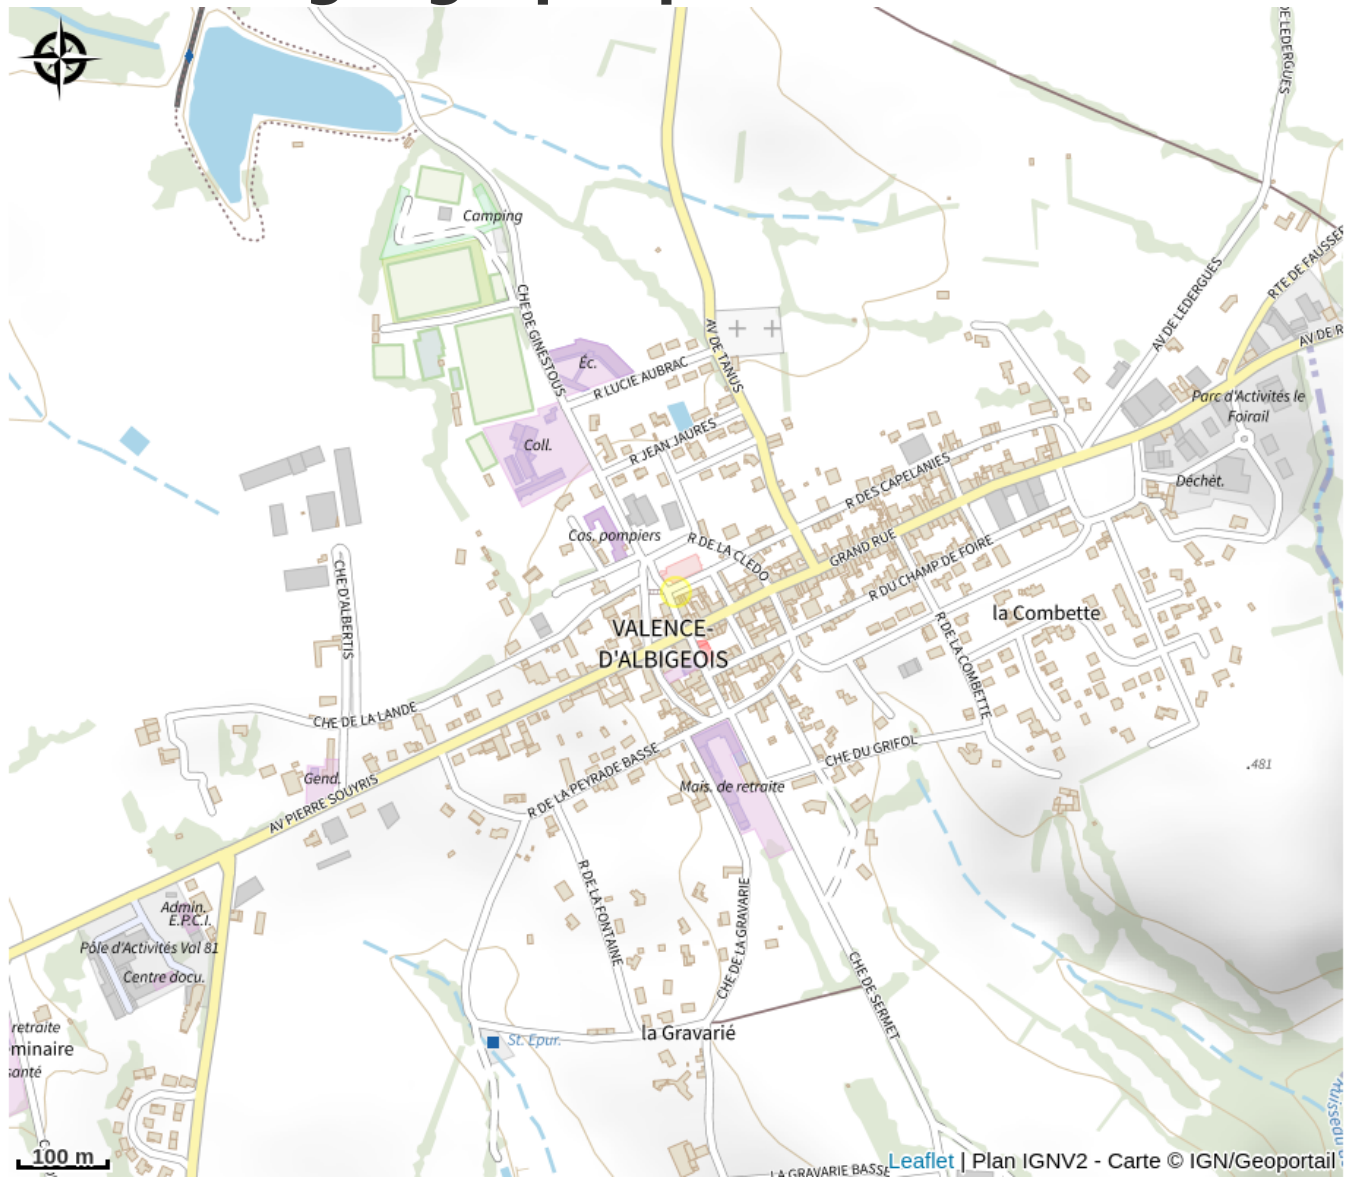 DE LEDERGUES
Camping
RTE DE FAUSSER
AV DE LEDERGUES
CHE DE GINESTOUS
AV DE TANUS
AV DE R
Éc.
R LUCIE AUBRAC
Parc d'Activités le
Foirail
R JEAN JAURES
Coll.
R DES CAPELANIES
Déchèt.
Cas. pompiers
R DE LA CLEDO
GRAND RUE
R DU CHAMP DE FOIRE
CHE D'ALBERTIS
la Combette
VALENCE-
D'ALBIGEOIS
R DE LA COMBETTE
CHE DE LA LANDE
CHE DU GRIFOL
.481
Gend.
R DE LA PEYRADE BASSE
Mais. de retraite
AV PIERRE SOUYRIS
R DE LA FONTAINE
CHE DE LA GRAVARIE
Admin.
E.P.C.I.
Pôle d'Activités Val 81
Centre docu.
CHE DE SERMET
retraite
minaire
santé
St. Epur.
la Gravarié
100 m
LA GRAVARIE BASSE
Leaflet | Plan IGNV2 - Carte © IGN/Geoportail